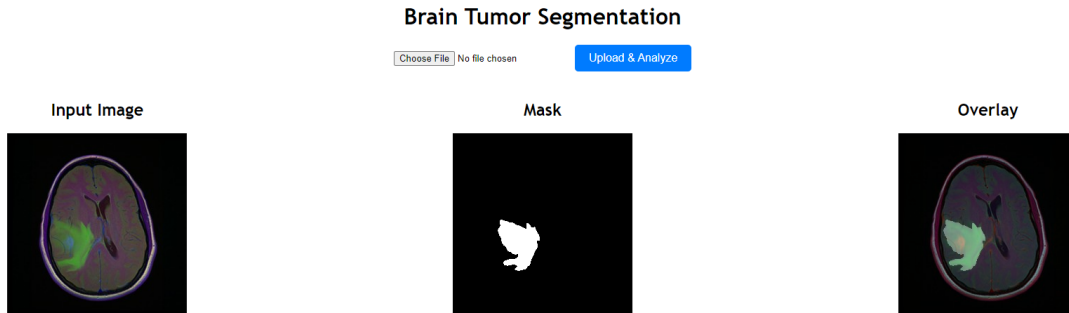 Brain Tumor Segmentation
Choose File No file chosen Upload & Analyze
Input Image Mask Overlay